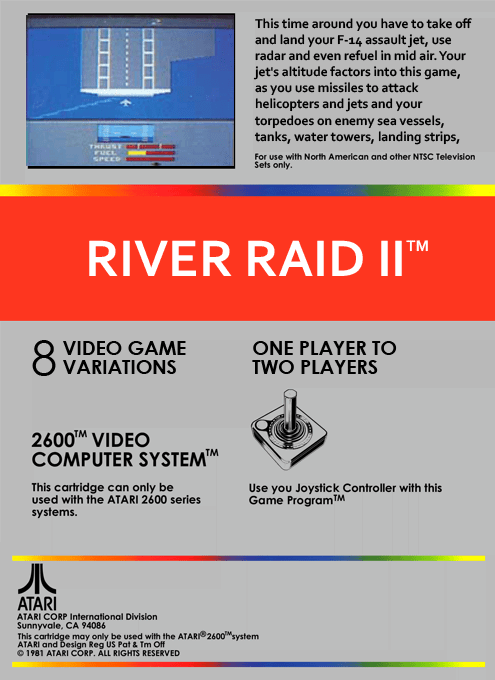 This time around you have to take off
and land your F-14 assault jet, use
radar and even refuel in mid air. Your
jet's altitude factors into this game,
as you use missiles to attack
helicopters and jets and your
torpedoes on enemy sea vessels,
tanks, water towers, landing strips,
For use with North American and other NTSC Television
Sets only.
THRUST
FUEL
SPEED
RIVER RAID II™
8 VIDEO GAME
VARIATIONS
ONE PLAYER TO
TWO PLAYERS
2600™ VIDEO
COMPUTER SYSTEM™
This cartridge can only be
used with the ATARI 2600 series
systems.
Use you Joystick Controller with this
Game Program™
ATARI
ATARI CORP International Division
Sunnyvale, CA 94086
This cartridge may only be used with the ATARI®2600™system
ATARI and Design Reg US Pat & Tm Off
© 1981 ATARI CORP. ALL RIGHTS RESERVED